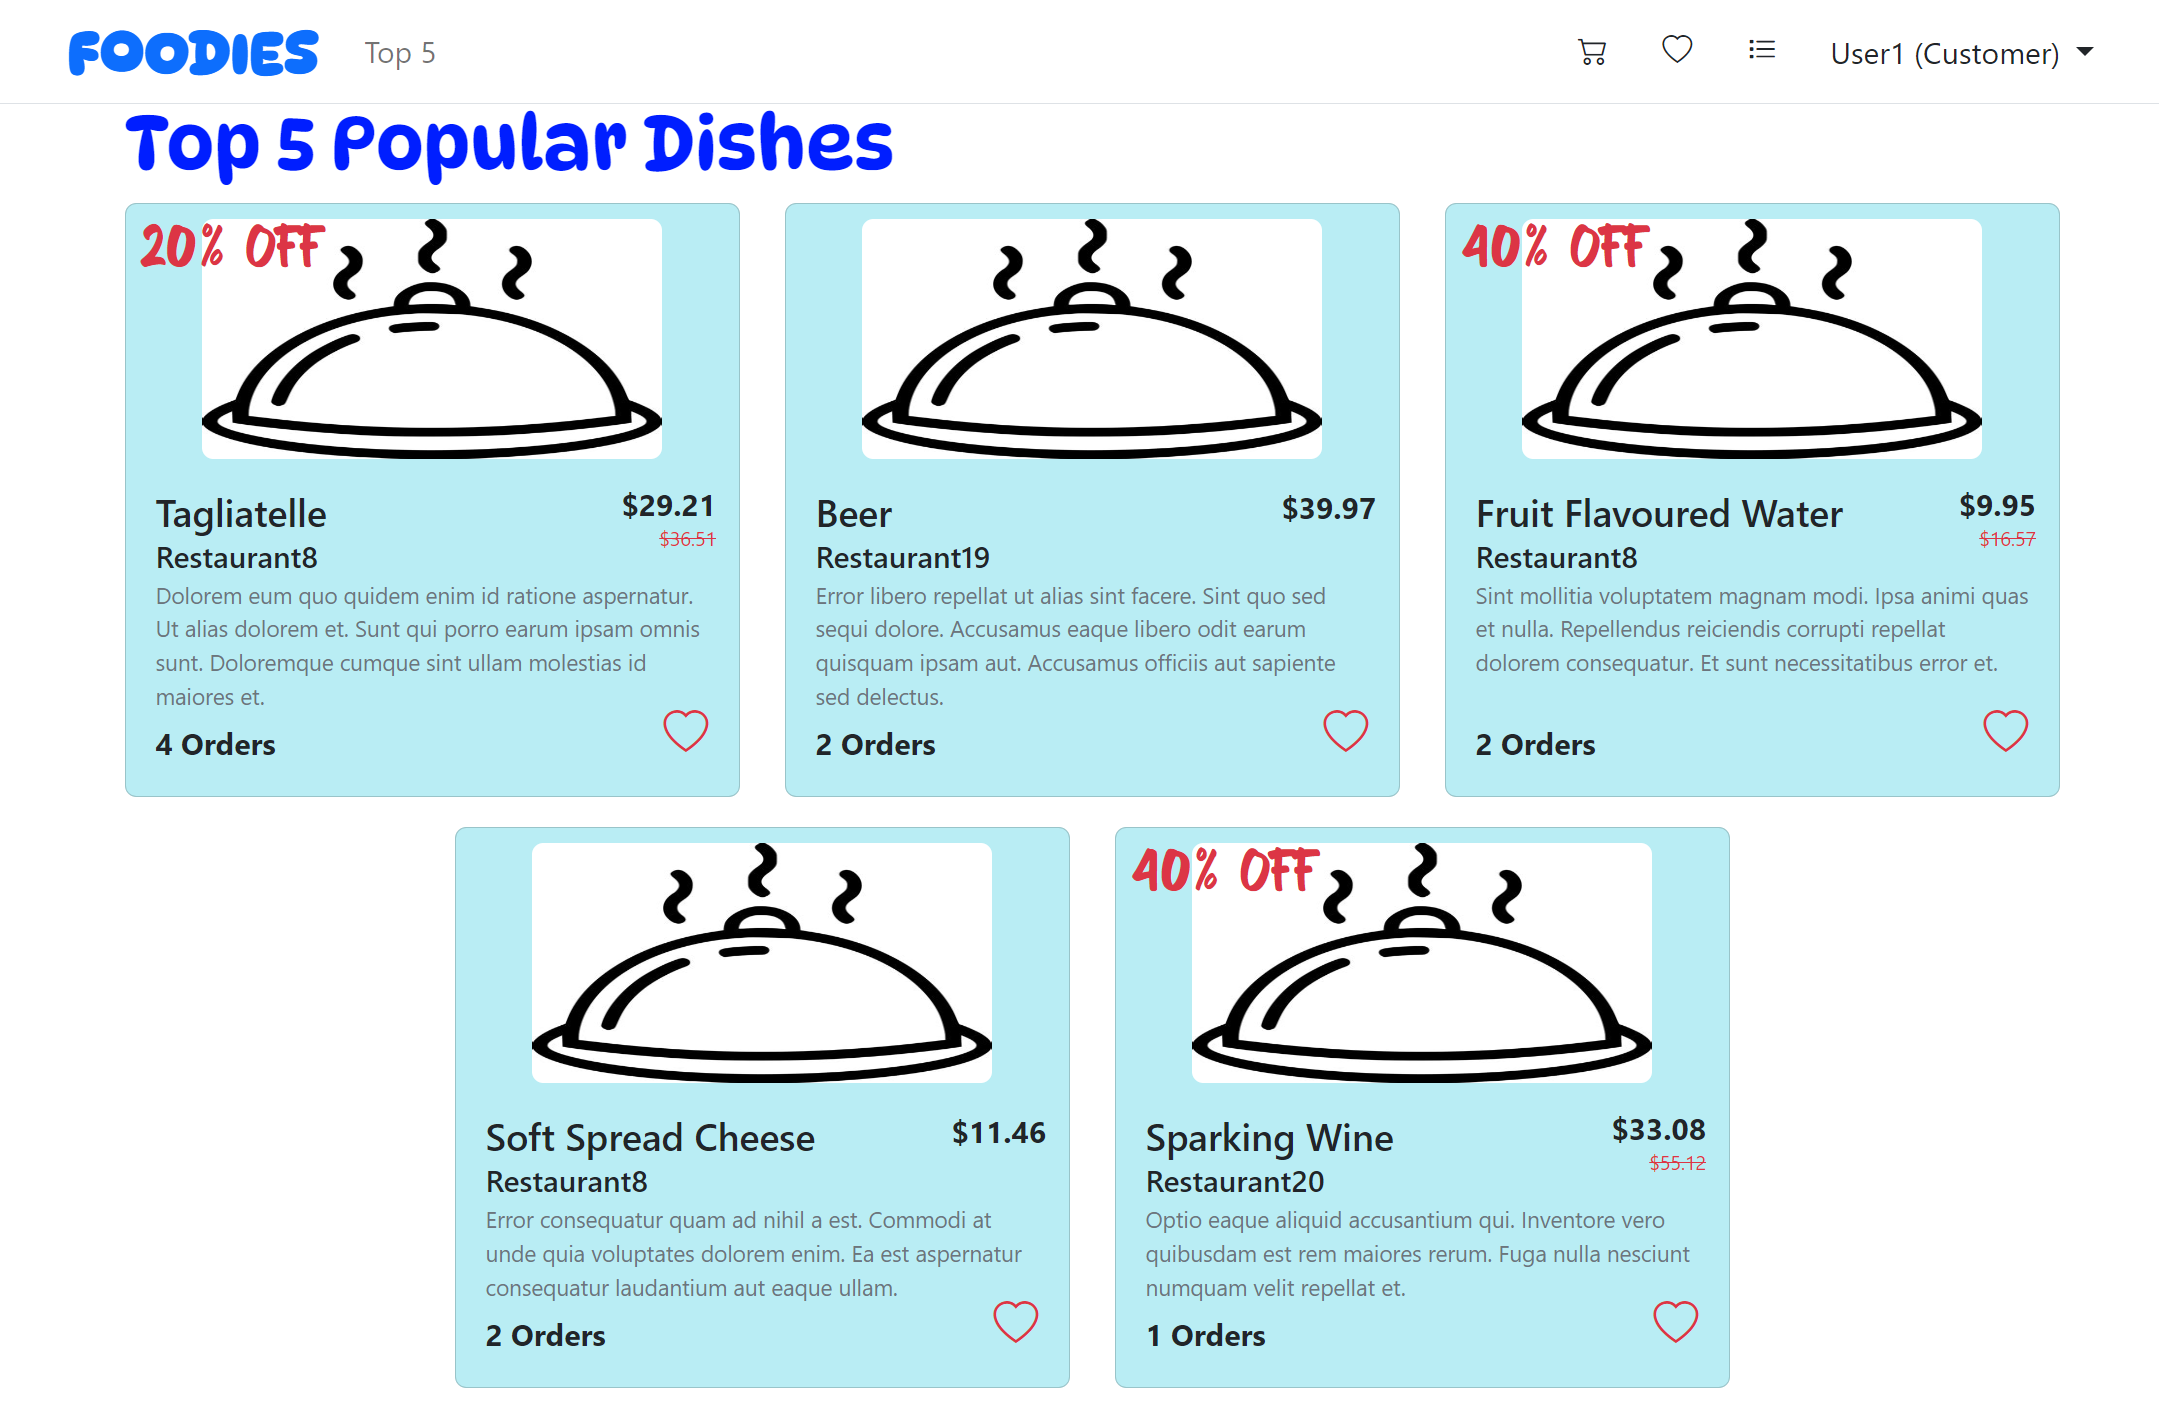 FOODIES
Top 5
User1 (Customer)
Top 5 Popular Dishes
20% OFF
Tagliatelle
$29.21
$36.51
Restaurant8
Dolorem eum quo quidem enim id ratione aspernatur.
Ut alias dolorem et. Sunt qui porro earum ipsam omnis
sunt. Doloremque cumque sint ullam molestias id
maiores et.
4 Orders
Beer
$39.97
Restaurant19
Error libero repellat ut alias sint facere. Sint quo sed
sequi dolore. Accusamus eaque libero odit earum
quisquam ipsam aut. Accusamus officiis aut sapiente
sed delectus.
2 Orders
40% OFF
Fruit Flavoured Water
$9.95
$16.57
Restaurant8
Sint mollitia voluptatem magnam modi. Ipsa animi quas
et nulla. Repellendus reiciendis corrupti repellat
dolorem consequatur. Et sunt necessitatibus error et.
2 Orders
Soft Spread Cheese
$11.46
Restaurant8
Error consequatur quam ad nihil a est. Commodi at
unde quia voluptates dolorem enim. Ea est aspernatur
consequatur laudantium aut eaque ullam.
2 Orders
40% OFF
Sparking Wine
$33.08
$55.12
Restaurant20
Optio eaque aliquid accusantium qui. Inventore vero
quibusdam est rem maiores rerum. Fuga nulla nesciunt
numquam velit repellat et.
1 Orders